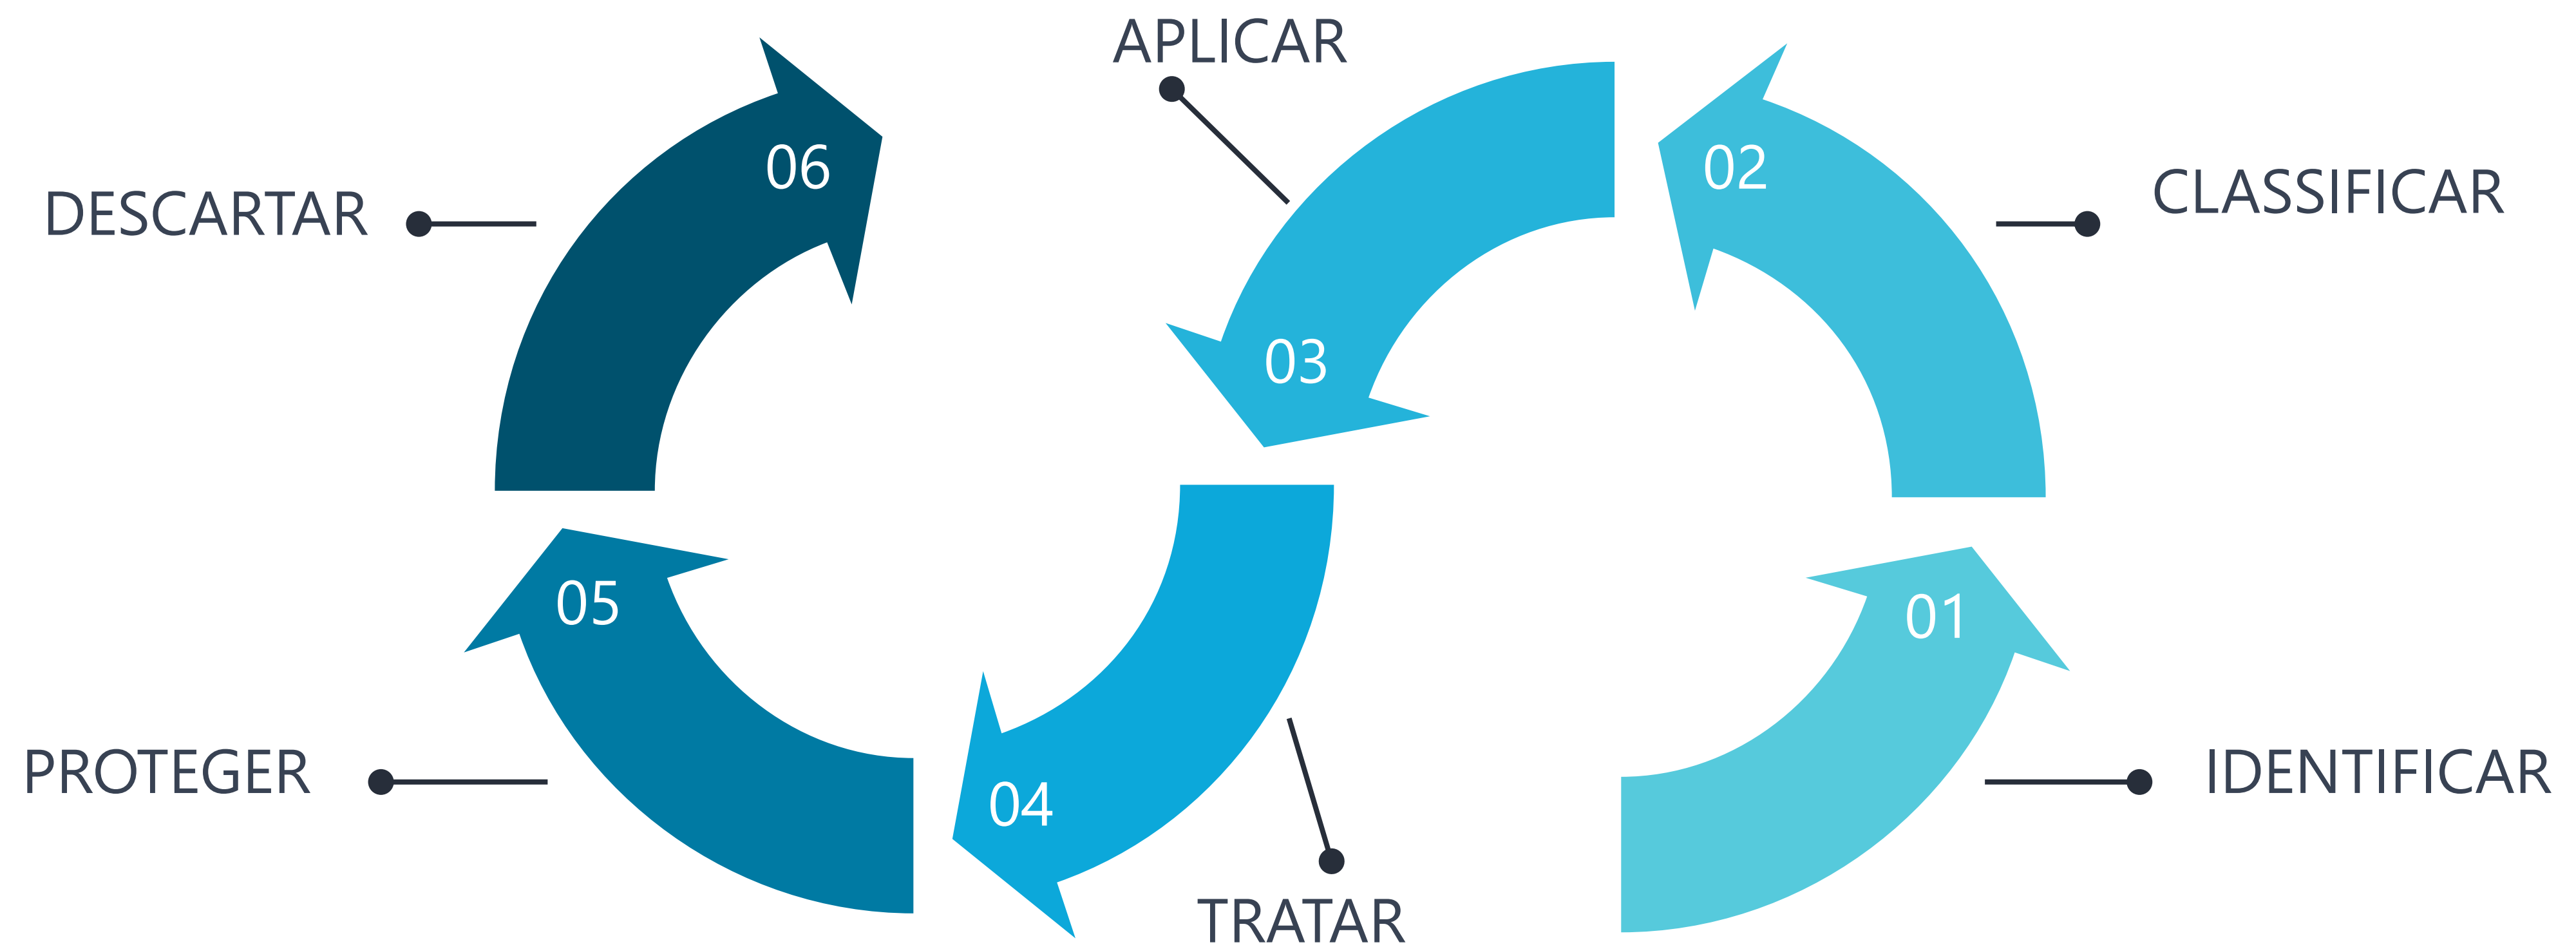 APLICAR
06
02
DESCARTAR
CLASSIFICAR
03
05
01
PROTEGER
04
IDENTIFICAR
TRATAR